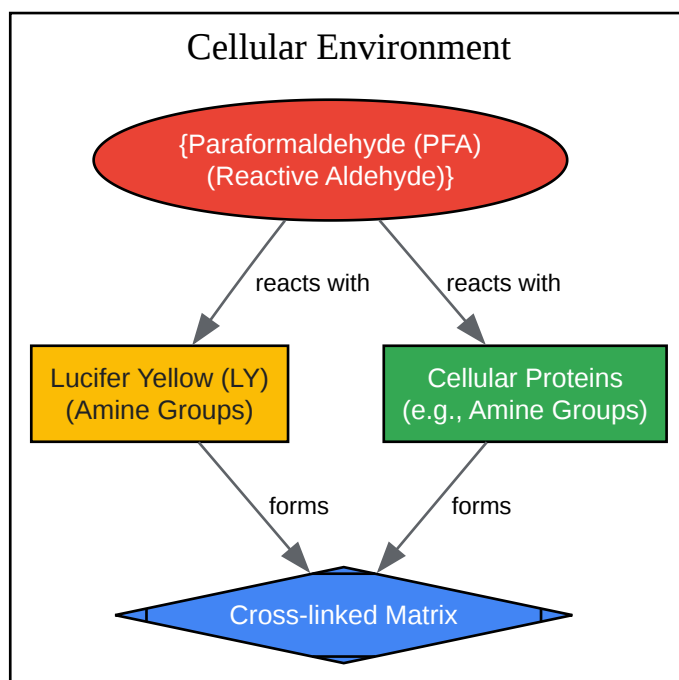 Cellular Environment
{Paraformaldehyde (PFA)
(Reactive Aldehyde)}
reacts with
reacts with
Lucifer Yellow (LY)
(Amine Groups)
Cellular Proteins
(e.g., Amine Groups)
forms
forms
Cross-linked Matrix